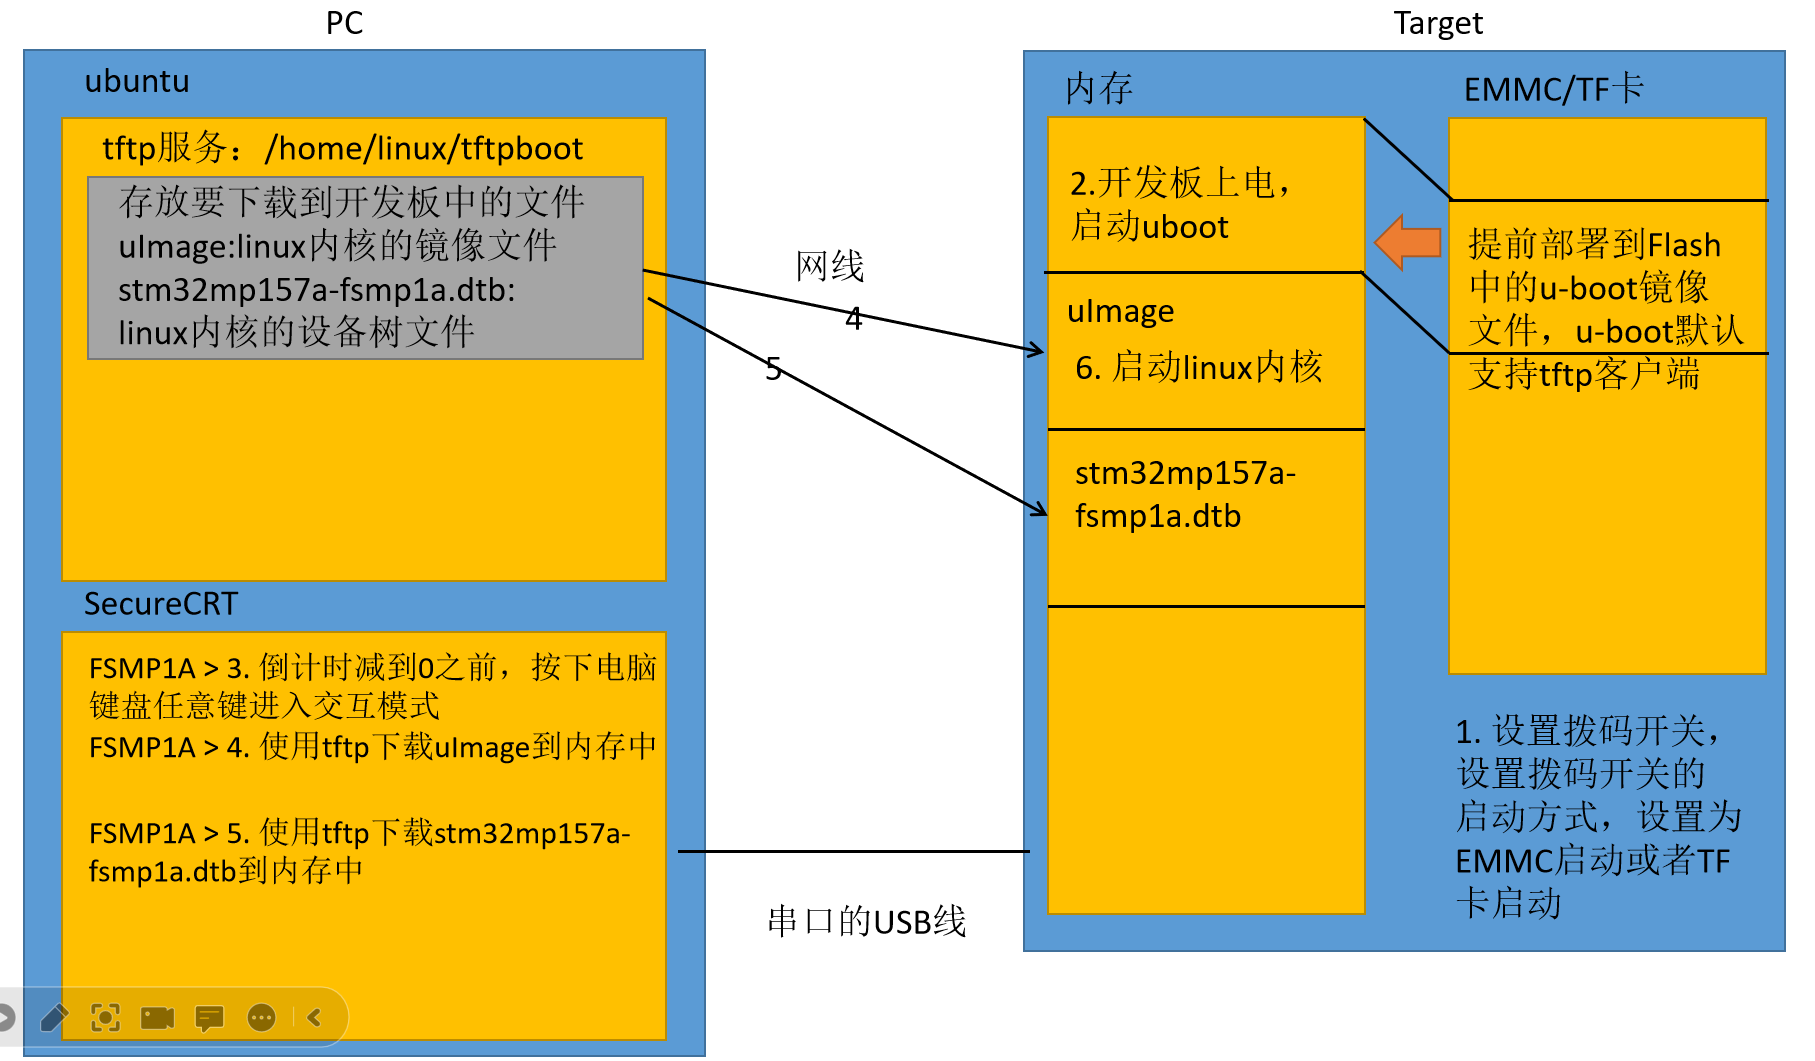 PC
ubuntu
tftp服务：/home/linux/tftpboot
存放要下载到开发板中的文件
uImage:linux内核的镜像文件
stm32mp157a-fsmp1a.dtb:
linux内核的设备树文件
SecureCRT
FSMP1A > 3. 倒计时减到0之前，按下电脑
键盘任意键进入交互模式
FSMP1A > 4. 使用tftp下载uImage到内存中
FSMP1A > 5. 使用tftp下载stm32mp157a-
fsmp1a.dtb到内存中
网线
4
5
串口的USB线
Target
内存
2.开发板上电，
启动uboot
uImage
6. 启动linux内核
stm32mp157a-
fsmp1a.dtb
EMMC/TF卡
提前部署到Flash
中的u-boot镜像
文件，u-boot默认
支持tftp客户端
1. 设置拨码开关，
设置拨码开关的
启动方式，设置为
EMMC启动或者TF
卡启动